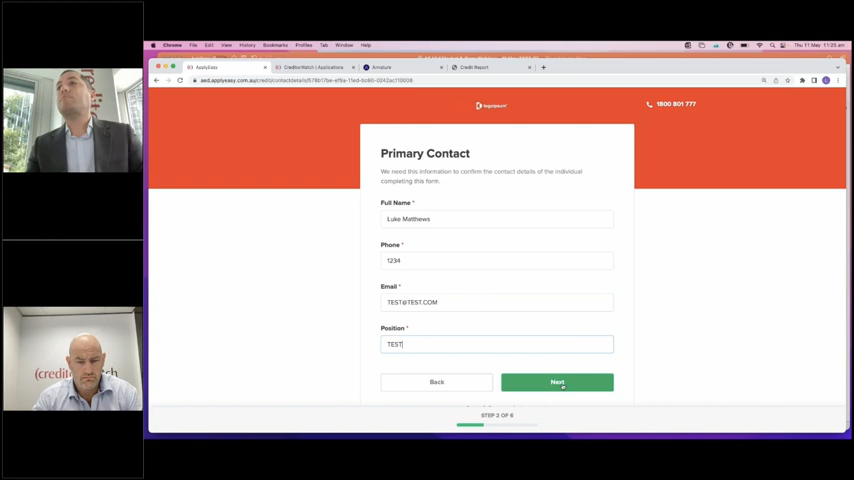 Chrome File Edit View History Bookmarks Profiles Tab Window Help
Thu 11 May 11:25 am
ApplyEasy
CreditorWatch | Applications
Armature
Credit Report
aed.applyeasy.com.au/credit/contactdetails/
logoipsum
1800 801 777
Primary Contact
We need this information to confirm the contact details of the individual
completing this form.
Full Name *
Luke Matthews
Phone *
1234
Email *
TEST@TEST.COM
Position *
TEST
Back
Next
STEP 2 OF 6